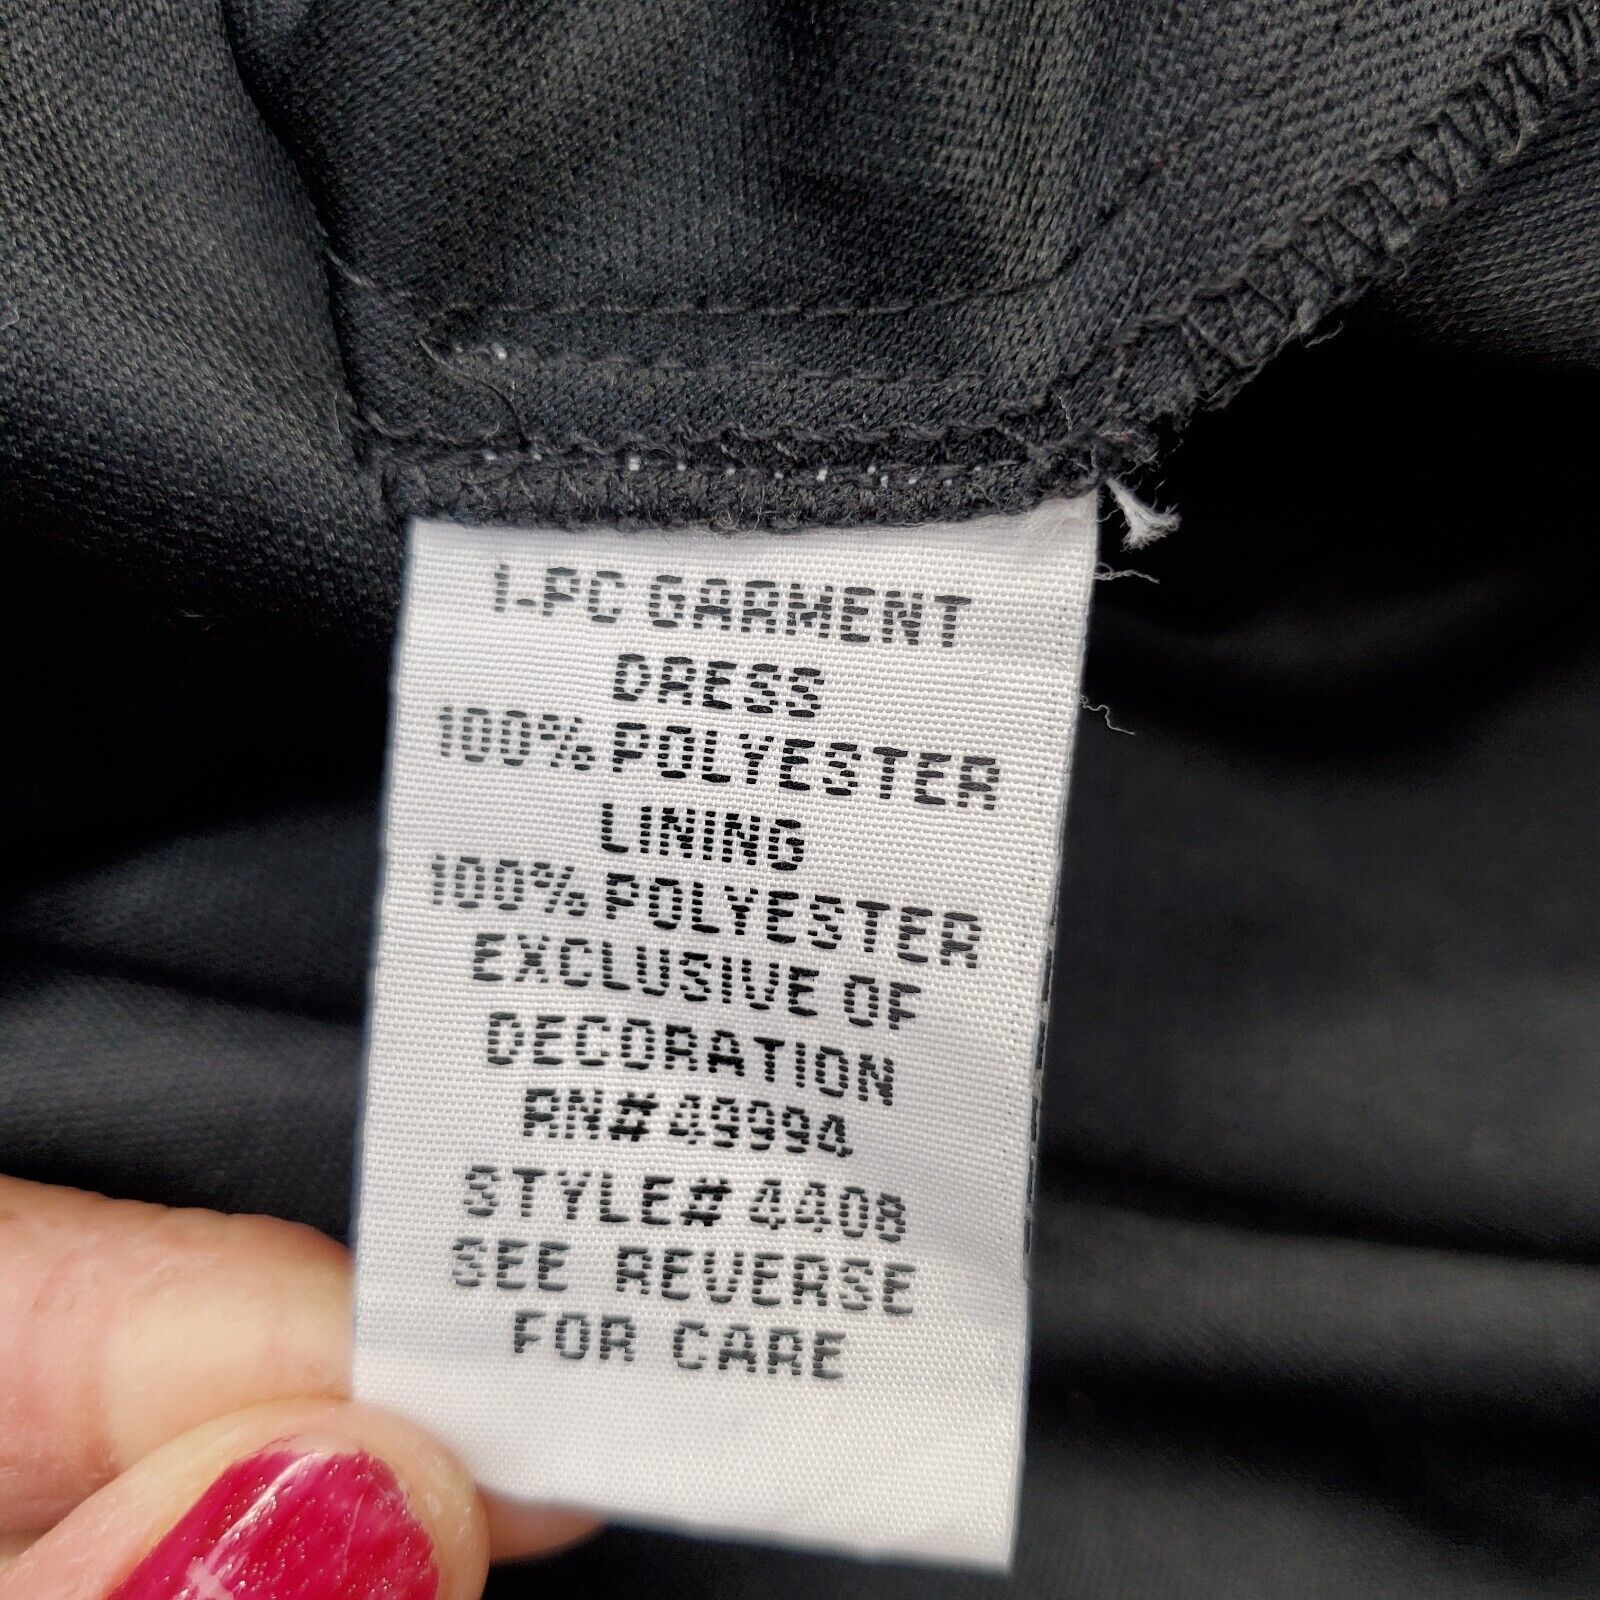 1-PC GARMENT
DRESS
100% POLYESTER
LINING
100% POLYESTER
EXCLUSIVE OF
DECORATION
RN# 49994
STYLE# 4408
SEE REVERSE
FOR CARE